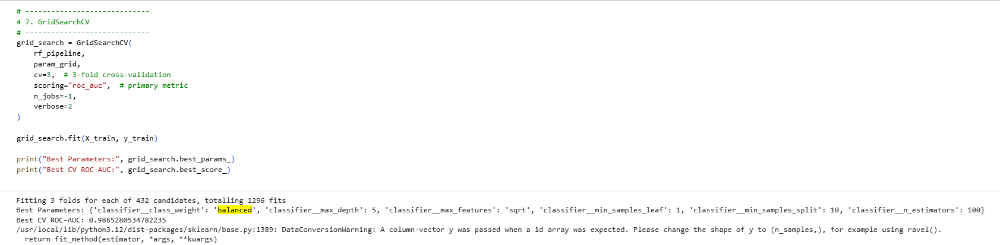 # -----------------------------
# 7. GridSearchCV
# -----------------------------
grid_search = GridSearchCV(
    rf_pipeline,
    param_grid,
    cv=3,  # 3-fold cross-validation
    scoring="roc_auc",  # primary metric
    n_jobs=-1,
    verbose=2
)
grid_search.fit(X_train, y_train)
print("Best Parameters:", grid_search.best_params_)
print("Best CV ROC-AUC:", grid_search.best_score_)
Fitting 3 folds for each of 432 candidates, totalling 1296 fits
Best Parameters: {'classifier__class_weight': 'balanced', 'classifier__max_depth': 5, 'classifier__max_features': 'sqrt', 'classifier__min_samples_leaf': 1, 'classifier__min_samples_split': 10, 'classifier__n_estimators': 100}
Best CV ROC-AUC: 0.9865280534782235
/usr/local/lib/python3.12/dist-packages/sklearn/base.py:1389: DataConversionWarning: A column-vector y was passed when a 1d array was expected. Please change the shape of y to (n_samples,), for example using ravel().
  return fit_method(estimator, *args, **kwargs)